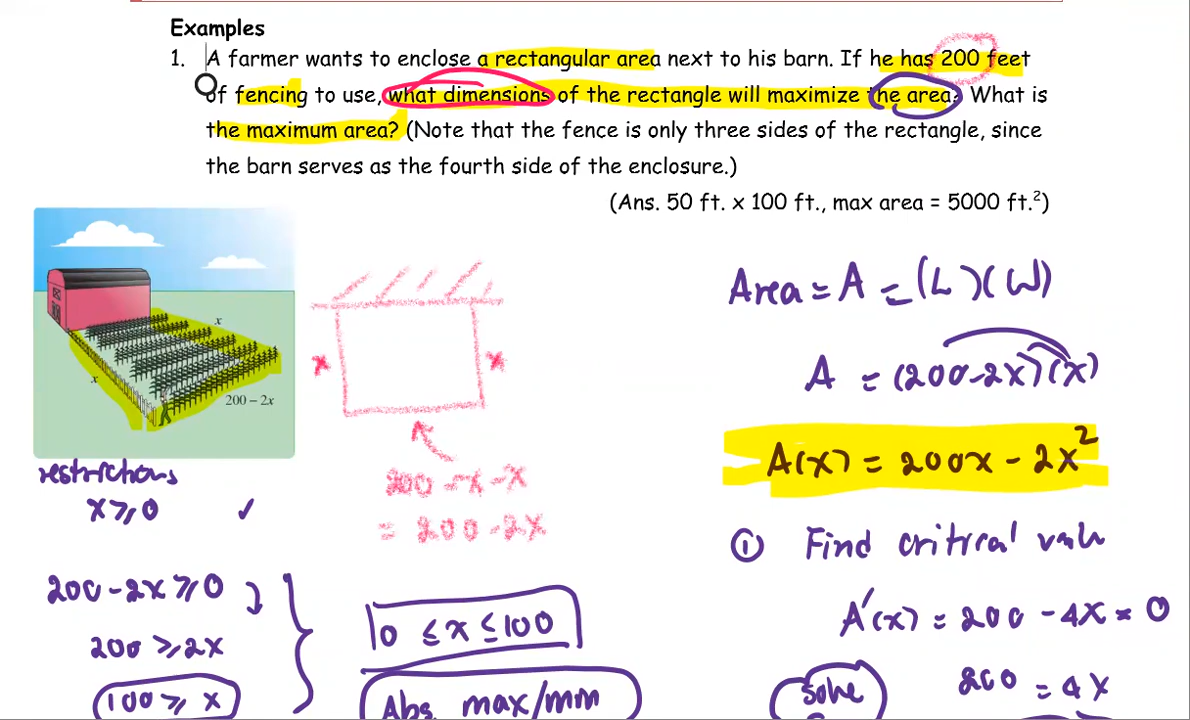 Examples
1. A farmer wants to enclose a rectangular area next to his barn. If he has 200 feet
of fencing to use, what dimensions of the rectangle will maximize the area? What is
the maximum area? (Note that the fence is only three sides of the rectangle, since
the barn serves as the fourth side of the enclosure.)
(Ans. 50 ft. x 100 ft., max area = 5000 ft.²)
x
x
200 – 2x
x
x
200 - x - x
= 200 - 2x
restrictions
x ≥ 0 ✓
200 - 2x ≥ 0
200 ≥ 2x
100 ≥ x
0 ≤ x ≤ 100
Abs. max/min
Area = A = (L)(W)
A = (200-2x)(x)
A(x) = 200x - 2x²
① Find critical value
A'(x) = 200 - 4x = 0
200 = 4x
Solve